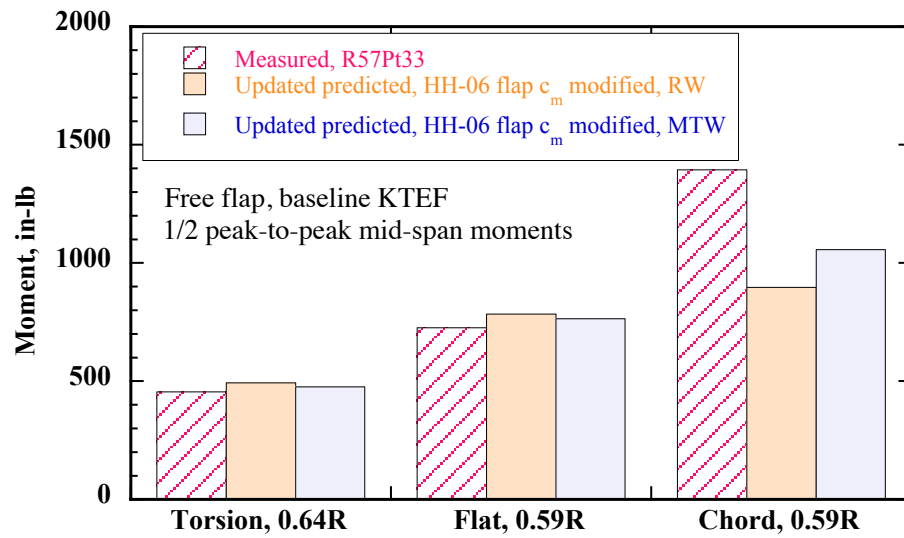 2000
1500
1000
500
0
Moment, in-lb
Measured, R57Pt33
Updated predicted, HH-06 flap c_m modified, RW
Updated predicted, HH-06 flap c_m modified, MTW
Free flap, baseline KTEF
1/2 peak-to-peak mid-span moments
Torsion, 0.64R
Flat, 0.59R
Chord, 0.59R